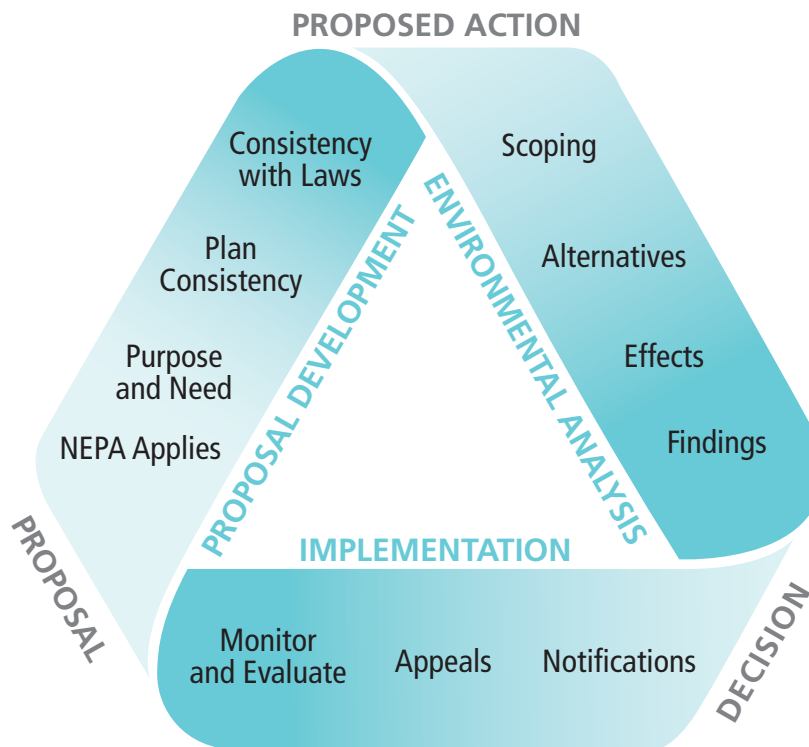 PROPOSED ACTION
Consistency
with Laws
Plan
Consistency
Purpose
and Need
NEPA Applies
PROPOSAL DEVELOPMENT
PROPOSAL
Scoping
Alternatives
Effects
Findings
ENVIRONMENTAL ANALYSIS
DECISION
IMPLEMENTATION
Monitor
and Evaluate
Appeals
Notifications